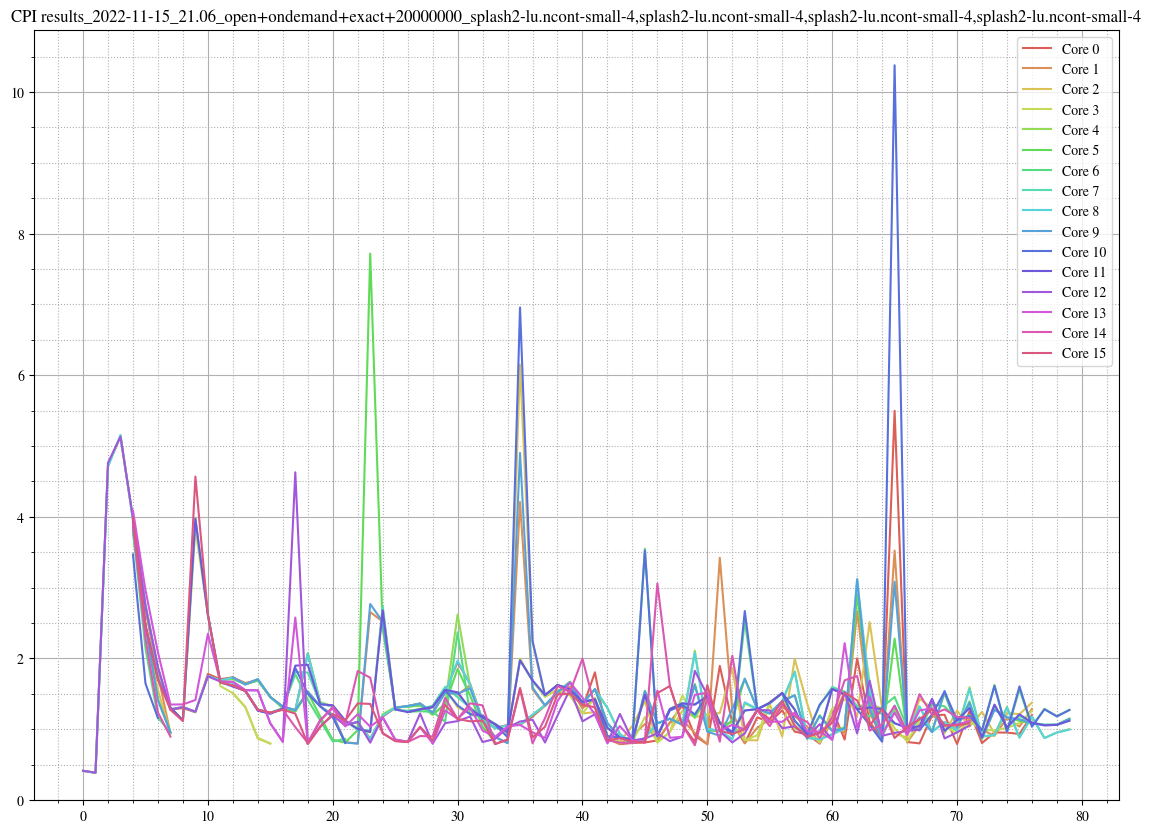 CPI results_2022-11-15_21.06_open+ondemand+exact+20000000_splash2-lu.ncont-small-4,splash2-lu.ncont-small-4,splash2-lu.ncont-small-4,splash2-lu.ncont-small-4
Core 0
Core 1
Core 2
Core 3
Core 4
Core 5
Core 6
Core 7
Core 8
Core 9
Core 10
Core 11
Core 12
Core 13
Core 14
Core 15
10
8
6
4
2
0
0 10 20 30 40 50 60 70 80